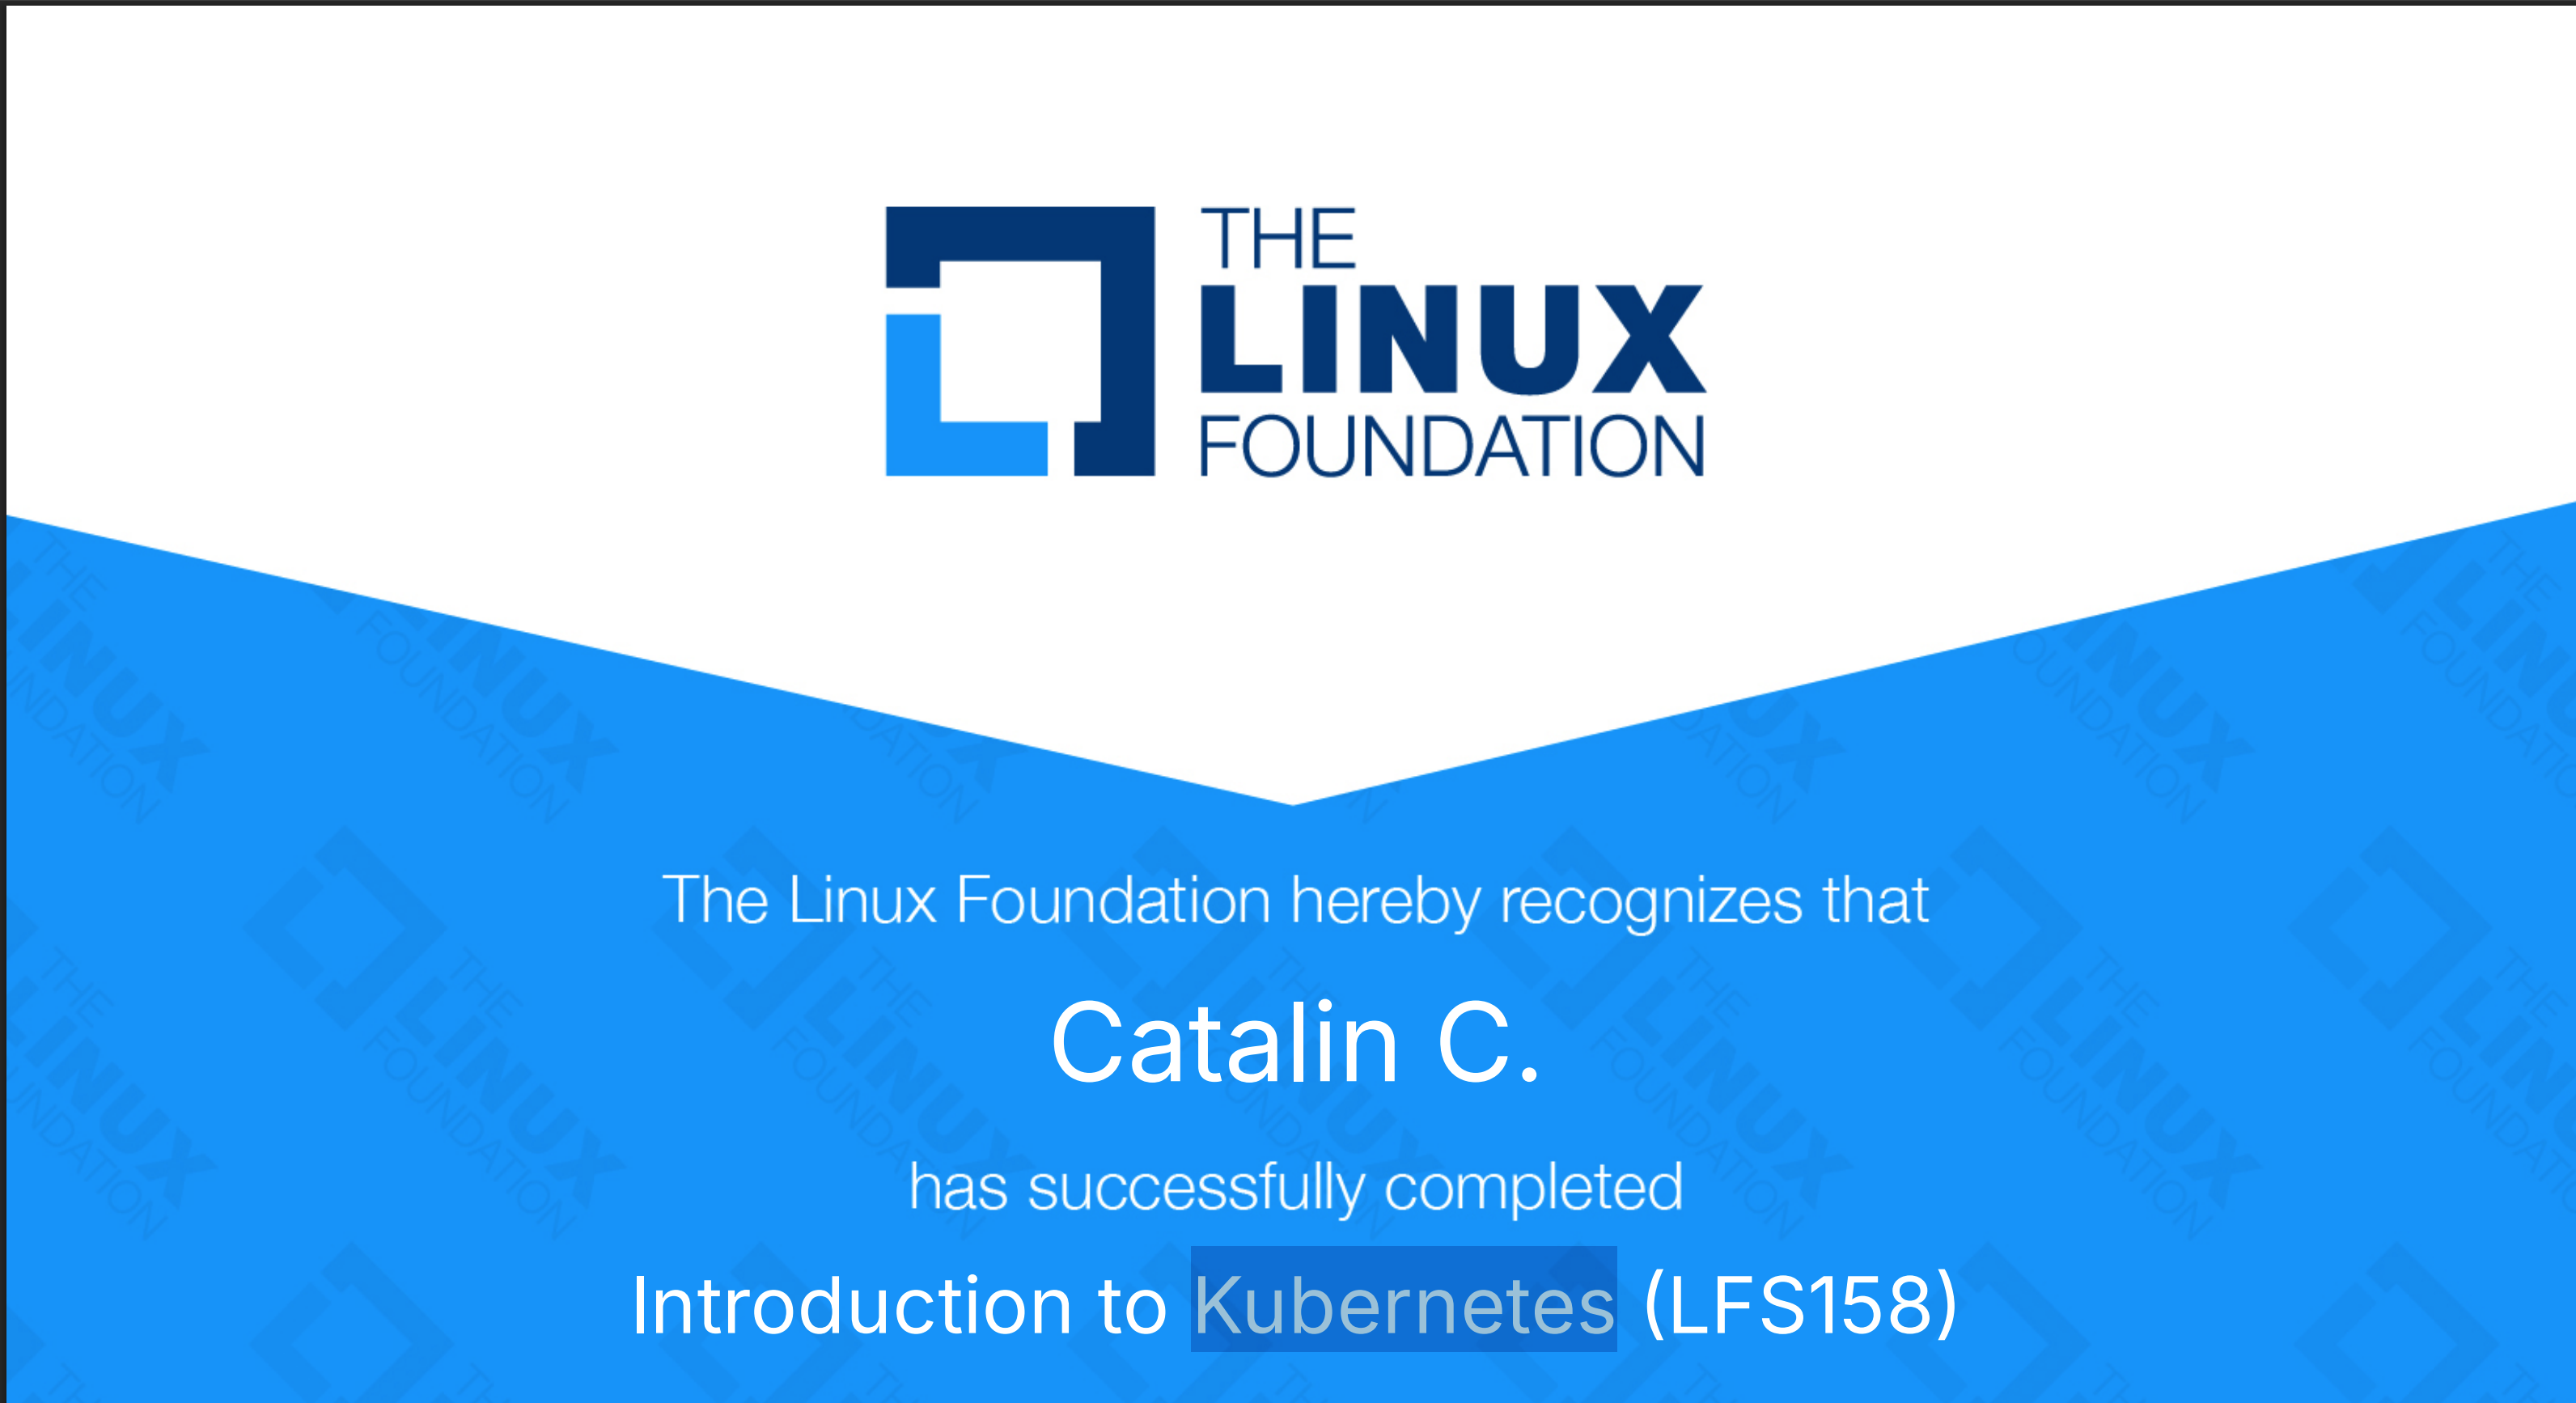 THE
LINUX
FOUNDATION
The Linux Foundation hereby recognizes that
Catalin C.
has successfully completed
Introduction to Kubernetes (LFS158)